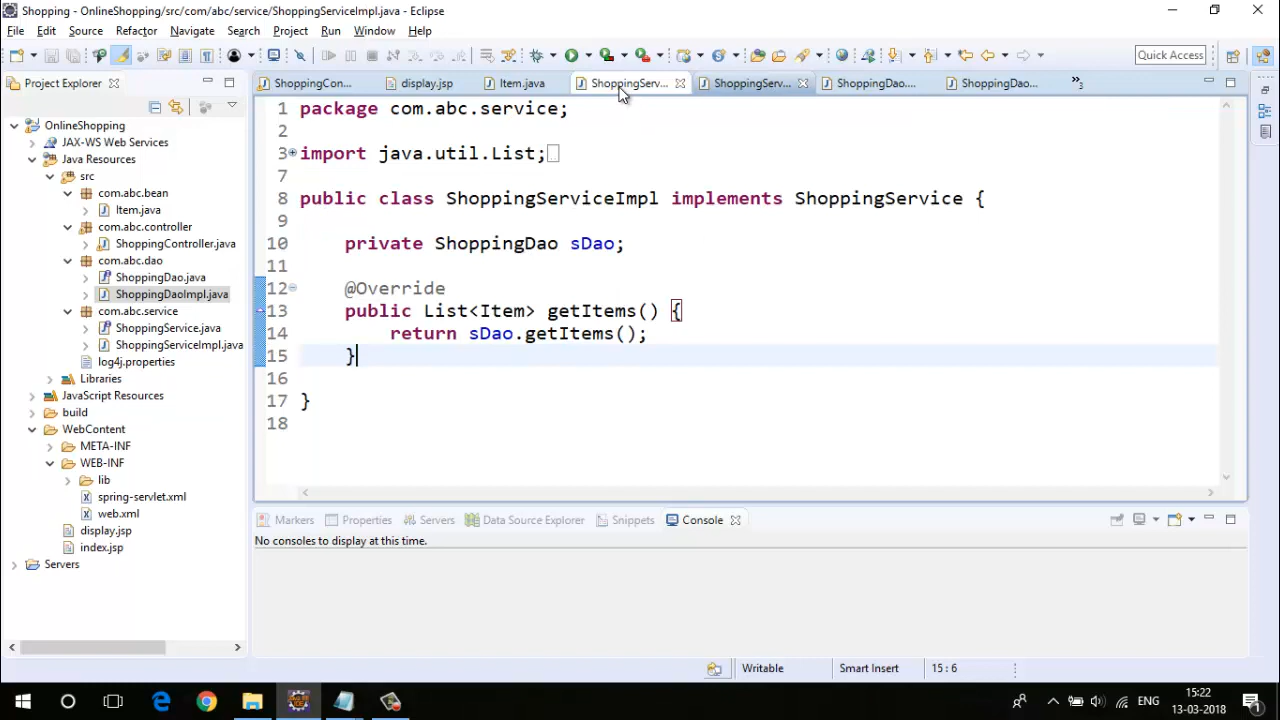 Shopping - OnlineShopping/src/com/abc/service/ShoppingServiceImpl.java - Eclipse
File Edit Source Refactor Navigate Search Project Run Window Help
Quick Access
Project Explorer
ShoppingCon... display.jsp Item.java ShoppingServ... ShoppingServ... ShoppingDao.... ShoppingDao... »3
OnlineShopping
JAX-WS Web Services
Java Resources
src
com.abc.bean
Item.java
com.abc.controller
ShoppingController.java
com.abc.dao
ShoppingDao.java
ShoppingDaoImpl.java
com.abc.service
ShoppingService.java
ShoppingServiceImpl.java
log4j.properties
Libraries
JavaScript Resources
build
WebContent
META-INF
WEB-INF
lib
spring-servlet.xml
web.xml
display.jsp
index.jsp
Servers
1 package com.abc.service;
2
3 import java.util.List;
7
8 public class ShoppingServiceImpl implements ShoppingService {
9
10 private ShoppingDao sDao;
11
12 @Override
13 public List<Item> getItems() {
14 return sDao.getItems();
15 }
16
17 }
18
Markers Properties Servers Data Source Explorer Snippets Console
No consoles to display at this time.
Writable Smart Insert 15 : 6
ENG 15:22
13-03-2018 1